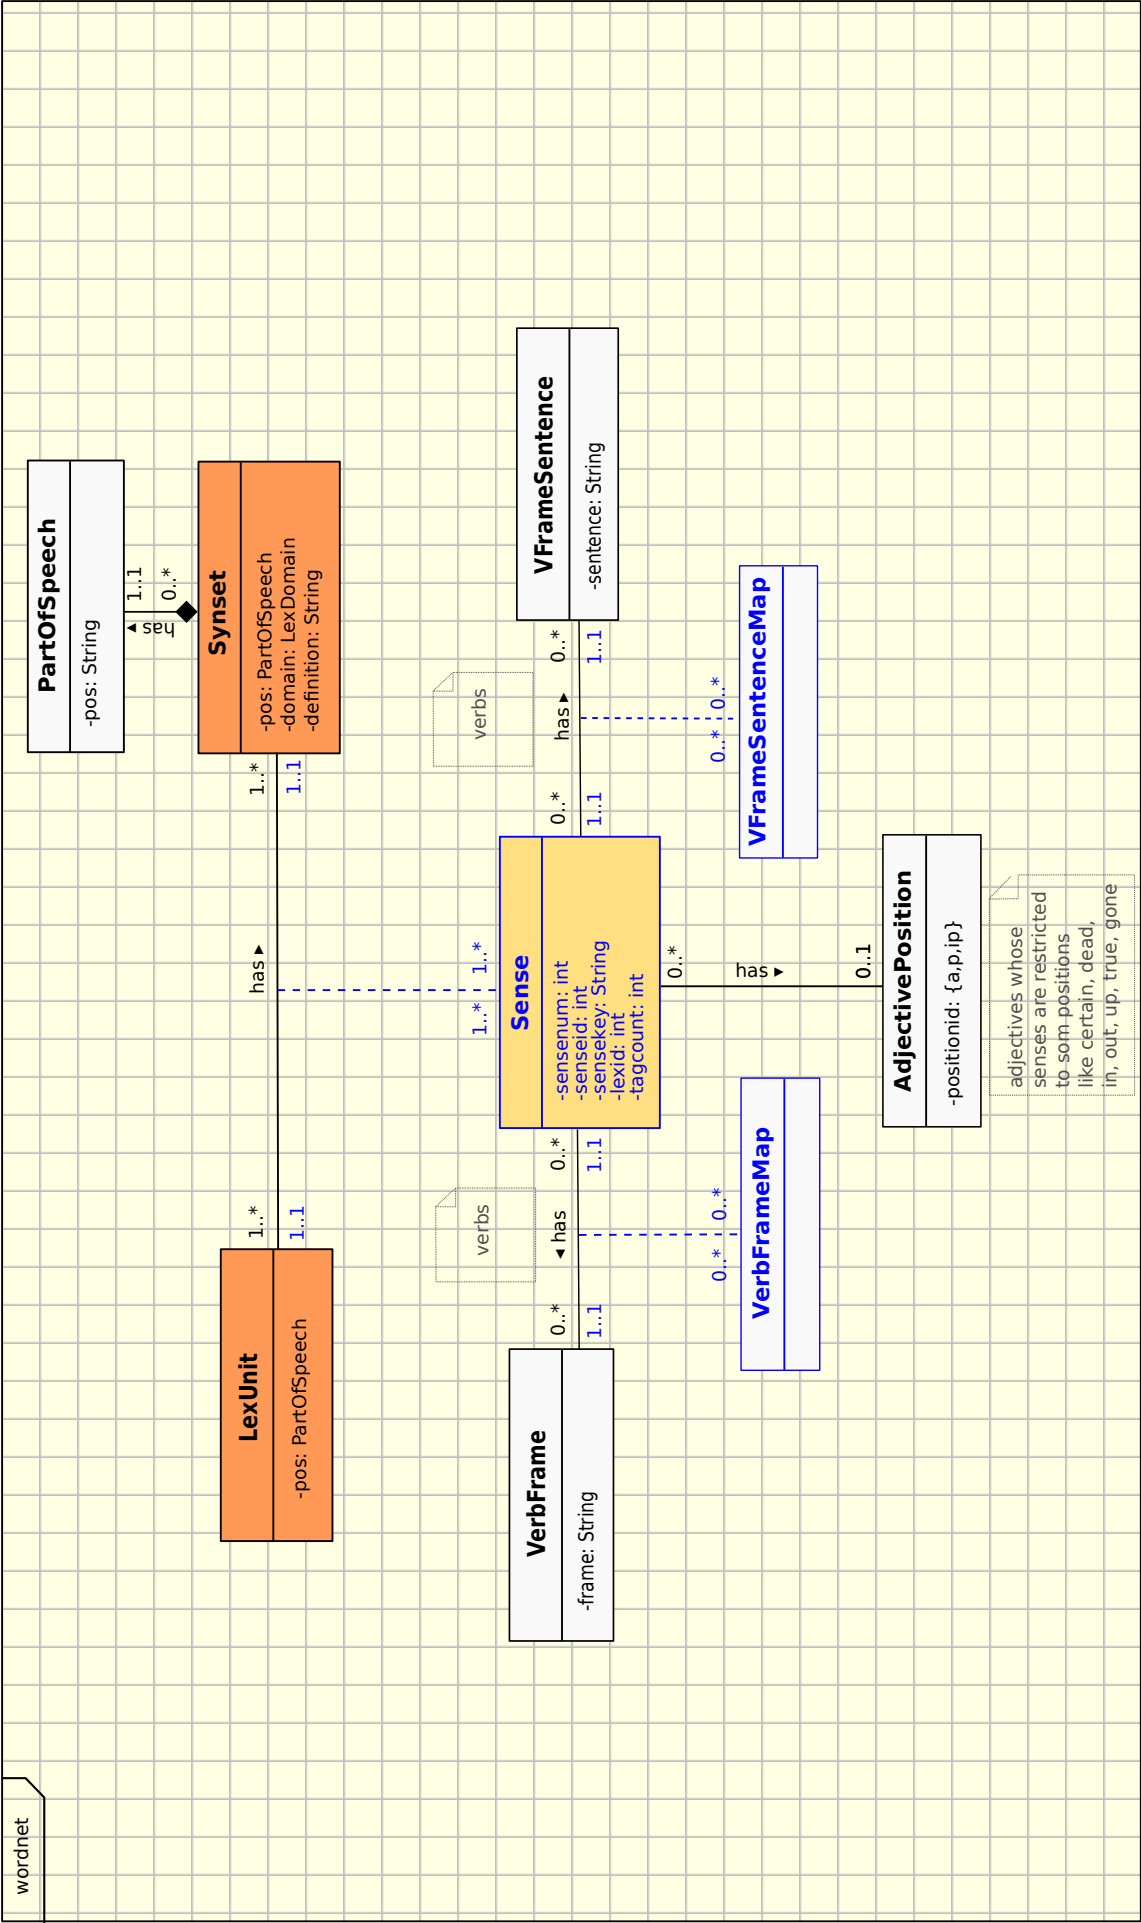 wordnet
LexUnit
-pos: PartOfSpeech
1..*
1..1
has ▸
1..*
1..1
Synset
-pos: PartOfSpeech
-domain: LexDomain
-definition: String
has ▸
1..1
0..*
PartOfSpeech
-pos: String
VerbFrame
-frame: String
0..*
1..1
◂ has
verbs
0..*
1..1
1..*
1..*
Sense
-sensenum: int
-senseid: int
-sensekey: String
-lexid: int
-tagcount: int
0..*
1..1
has ▸
verbs
0..*
1..1
VFrameSentence
-sentence: String
0..*
0..*
VerbFrameMap
0..*
0..*
VFrameSentenceMap
0..*
has ▾
0..1
AdjectivePosition
-positionid: {a,p,ip}
adjectives whose
senses are restricted
to som positions
like certain, dead,
in, out, up, true, gone